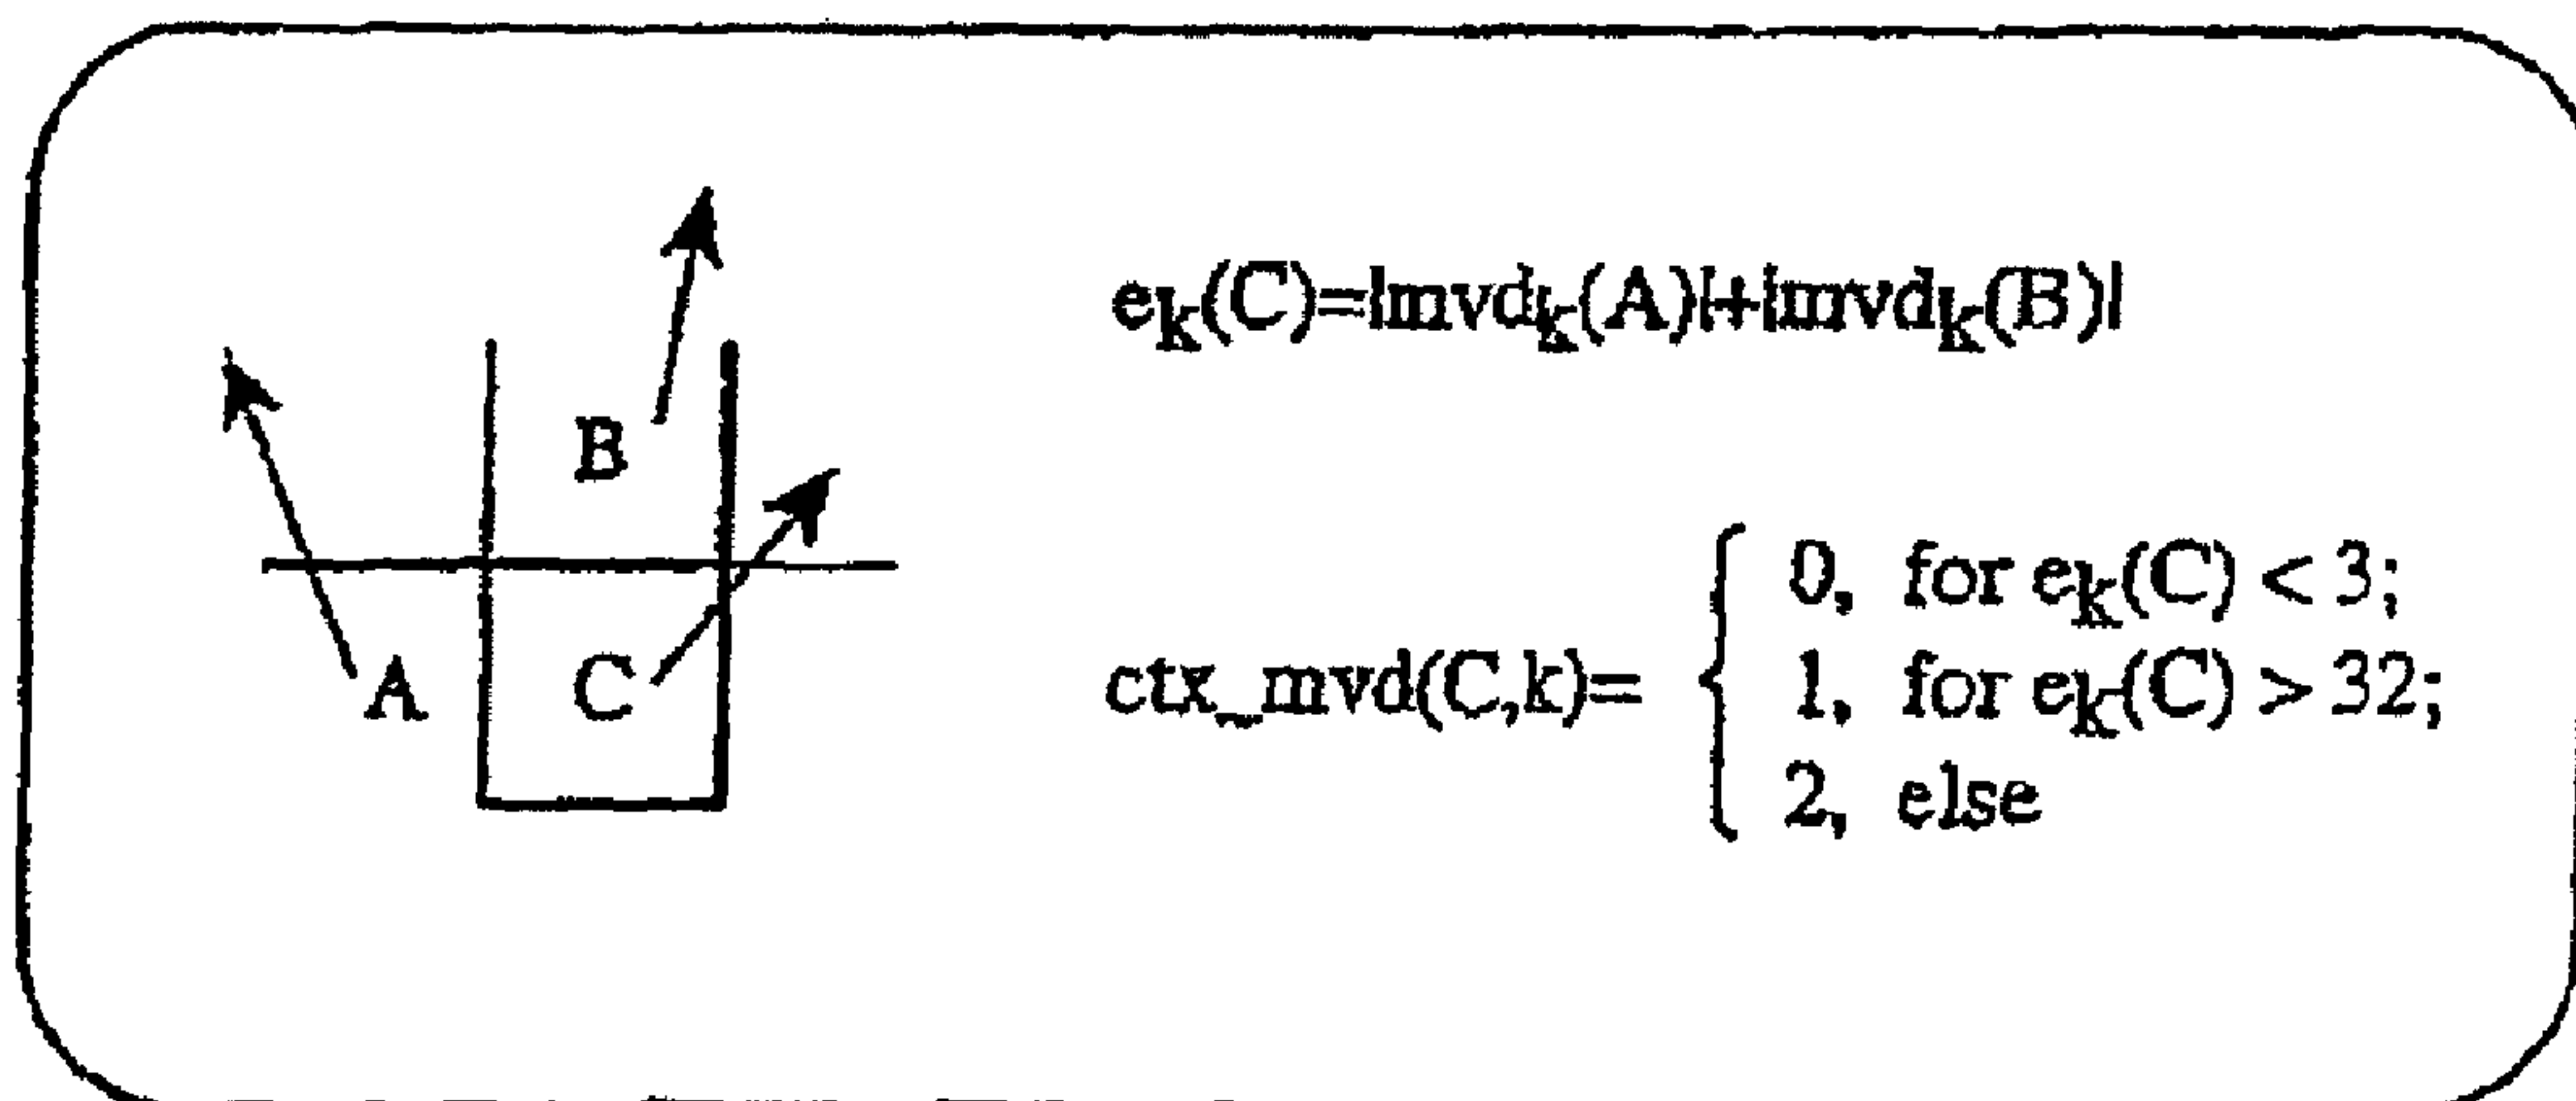 e_k(C)=|mvd_k(A)|+|mvd_k(B)|
B
A
C
ctx_mvd(C,k)=
0, for e_k(C) < 3;
1, for e_k(C) > 32;
2, else